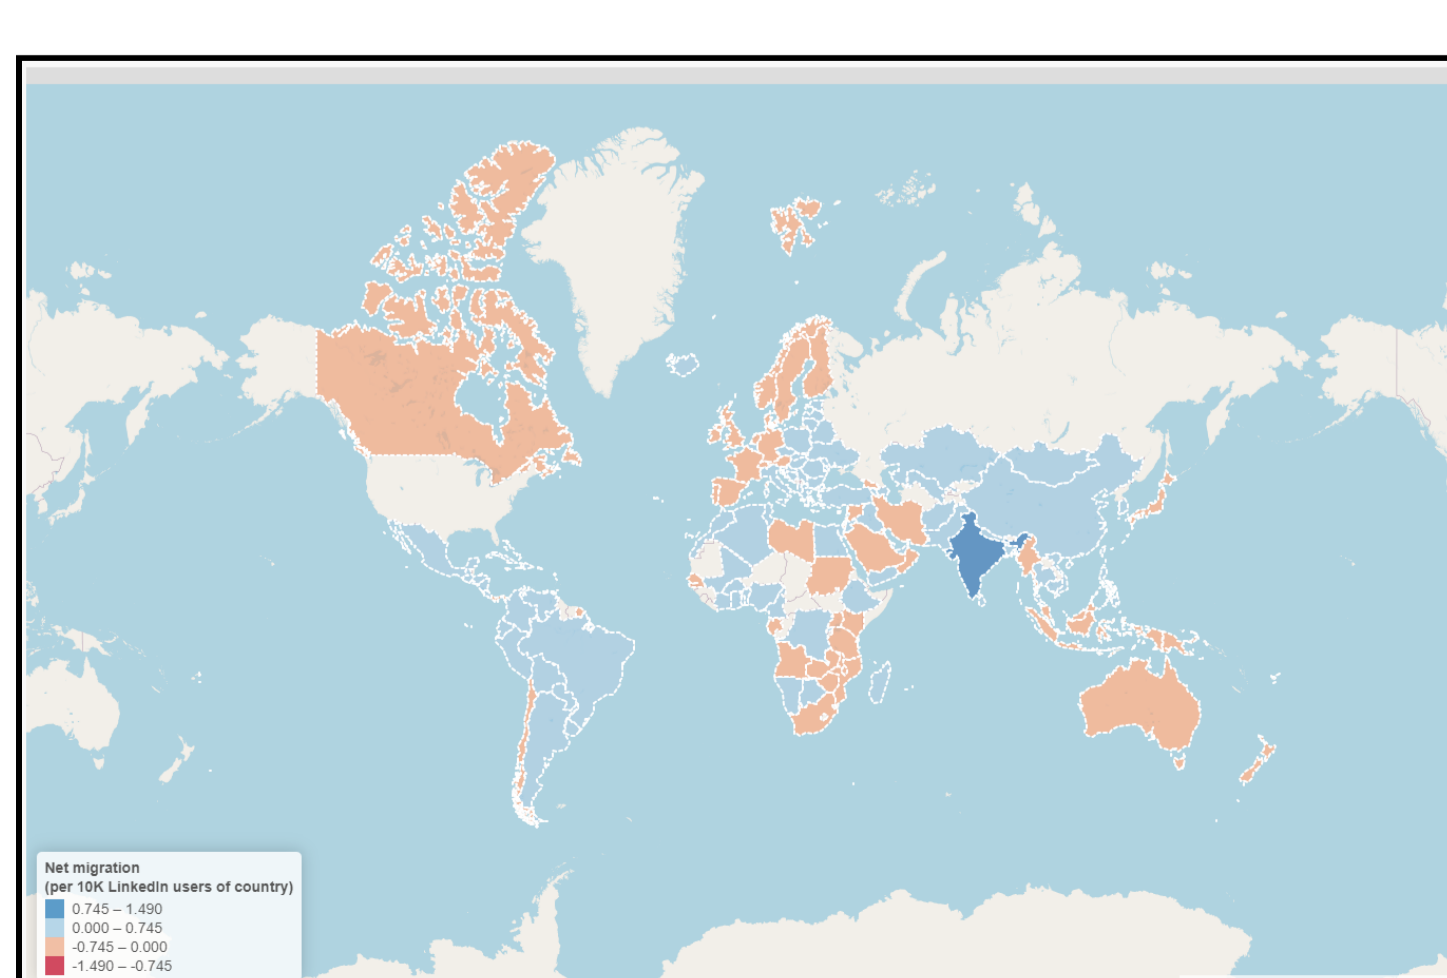 Net migration
(per 10K LinkedIn users of country)
0.745 – 1.490
0.000 – 0.745
-0.745 – 0.000
-1.490 – -0.745